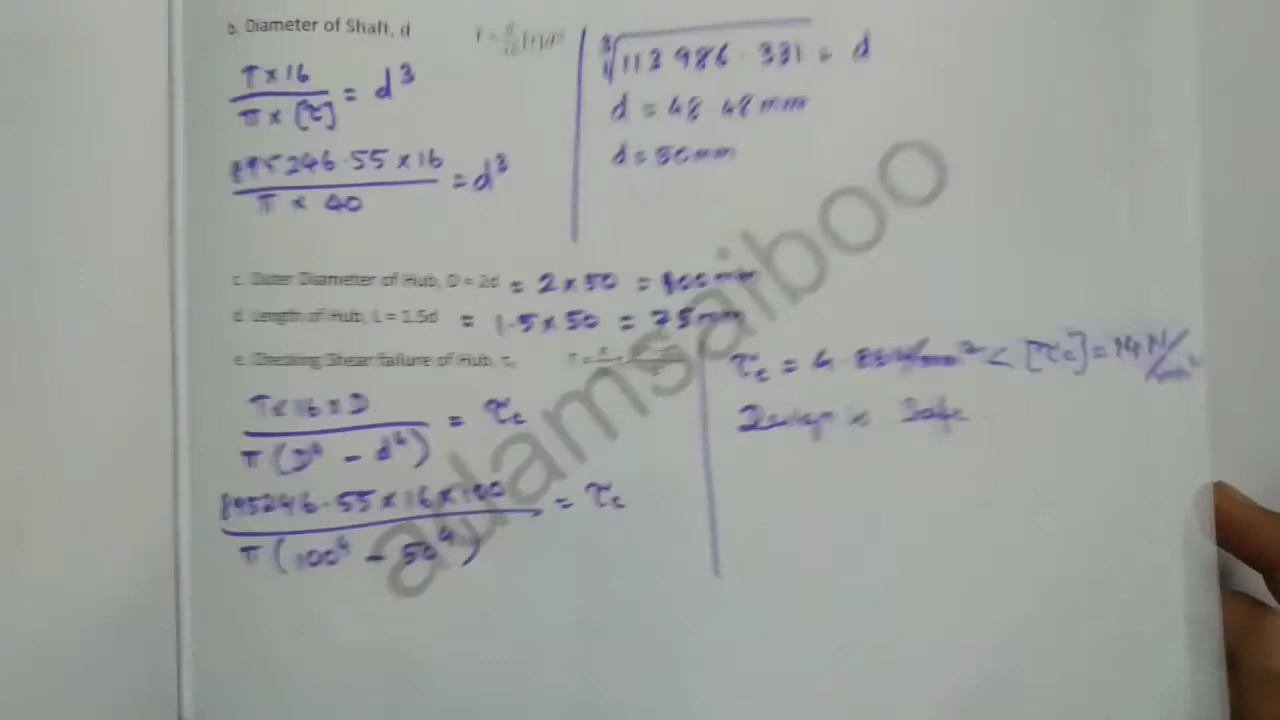 b. Diameter of Shaft, d
T × 16 / π × [τ] = d³
895246.55 × 16 / π × 40 = d³
∛113 986.331 = d
d = 48.48 mm
d = 50 mm
c. Outer Diameter of Hub, D = 2d = 2 × 50 = 100 mm
d. Length of Hub, L = 1.5d = 1.5 × 50 = 75 mm
e. Checking Shear failure of Hub, τc
T × 16 × D / π (D⁴ - d⁴) = τc
895246.55 × 16 × 100 / π (100⁴ - 50⁴) = τc
τc = 4. N/mm² < [τc] = 14 N/mm²
Design is Safe
adamsaiboo